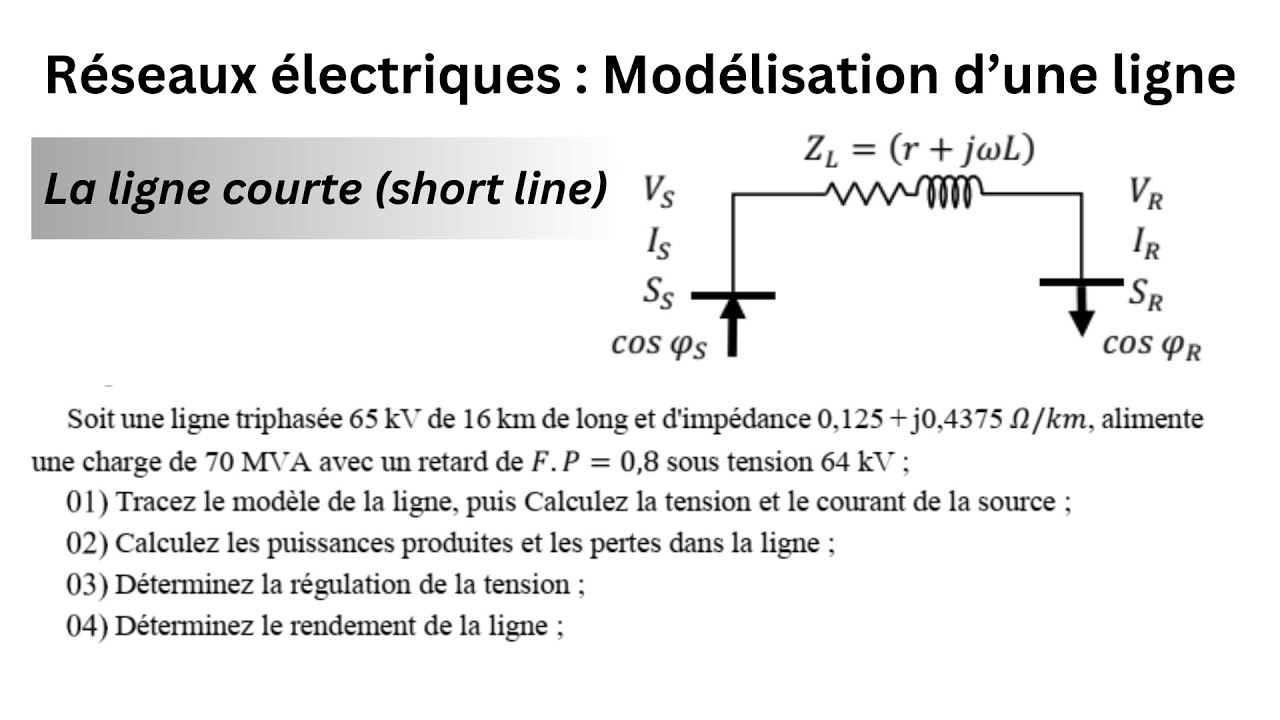 Réseaux électriques : Modélisation d’une ligne
La ligne courte (short line)
Z_L = (r + jωL)
V_S
I_S
S_S
cos φ_S
V_R
I_R
S_R
cos φ_R
Soit une ligne triphasée 65 kV de 16 km de long et d'impédance 0,125 + j0,4375 Ω/km, alimente
une charge de 70 MVA avec un retard de F.P = 0,8 sous tension 64 kV ;
01) Tracez le modèle de la ligne, puis Calculez la tension et le courant de la source ;
02) Calculez les puissances produites et les pertes dans la ligne ;
03) Déterminez la régulation de la tension ;
04) Déterminez le rendement de la ligne ;